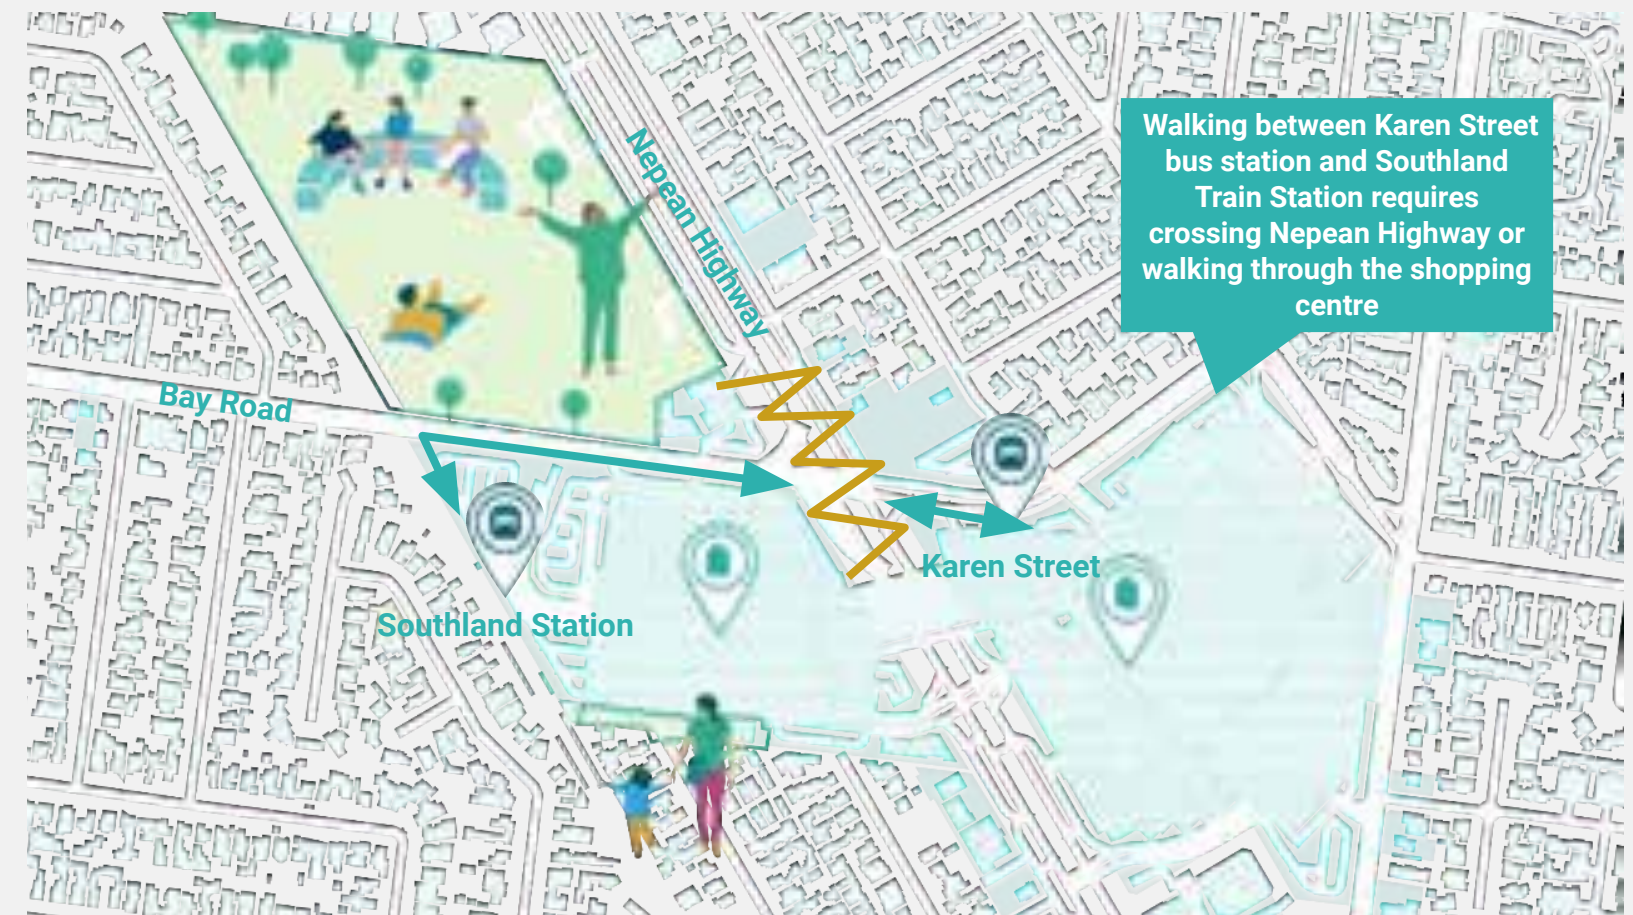 Walking between Karen Street
bus station and Southland
Train Station requires
crossing Nepean Highway or
walking through the shopping
centre
Nepean Highway
Bay Road
Karen Street
Southland Station